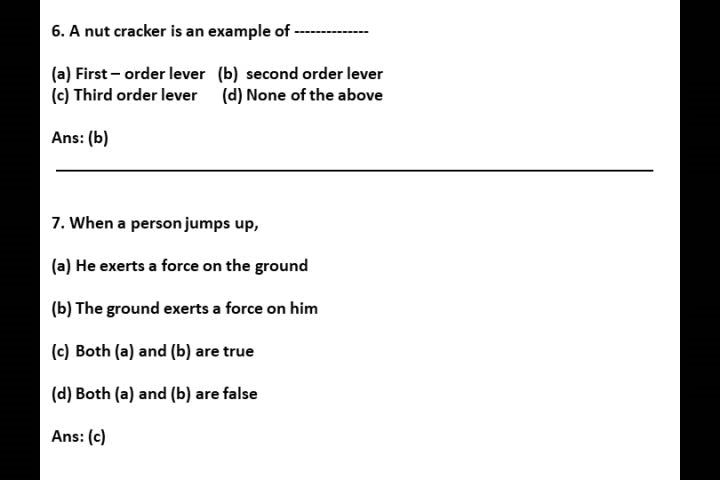 6. A nut cracker is an example of --------------
(a) First – order lever (b) second order lever
(c) Third order lever (d) None of the above
Ans: (b)
7. When a person jumps up,
(a) He exerts a force on the ground
(b) The ground exerts a force on him
(c) Both (a) and (b) are true
(d) Both (a) and (b) are false
Ans: (c)